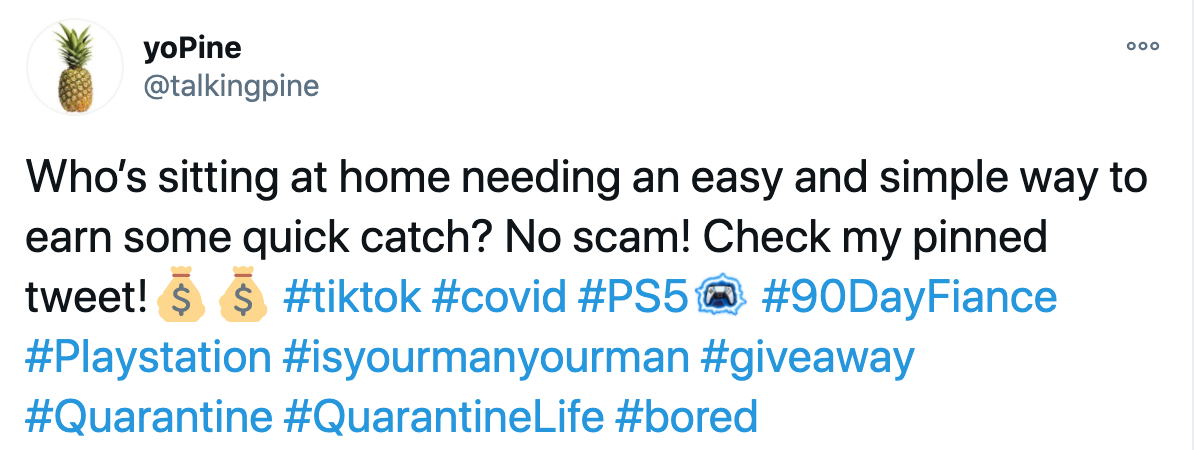 yoPine
@talkingpine
Who’s sitting at home needing an easy and simple way to
earn some quick catch? No scam! Check my pinned
tweet!💰💰 #tiktok #covid #PS5 #90DayFiance
#Playstation #isyourmanyourman #giveaway
#Quarantine #QuarantineLife #bored